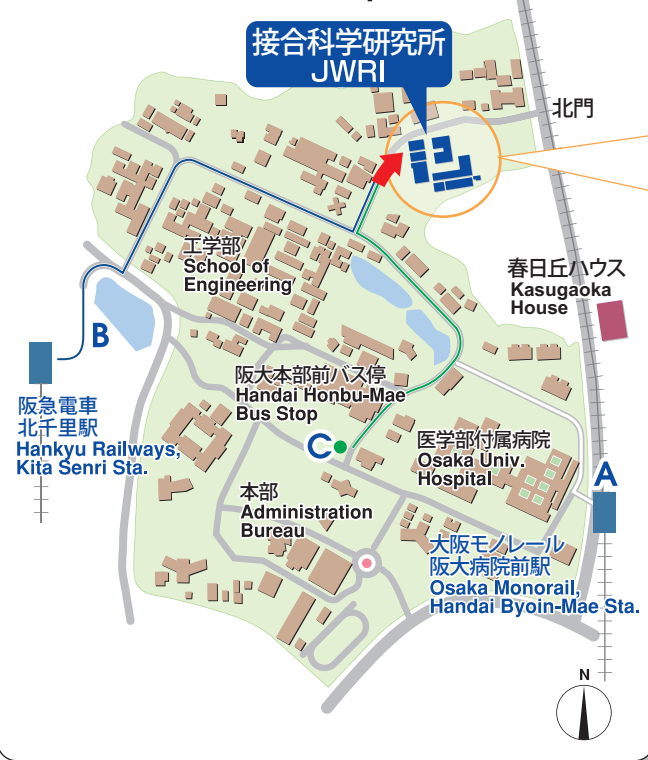 接合科学研究所
JWRI
北門
工学部
School of
Engineering
春日丘ハウス
Kasugaoka
House
B
阪急電車
北千里駅
Hankyu Railways,
Kita Senri Sta.
阪大本部前バス停
Handai Honbu-Mae
Bus Stop
C
医学部付属病院
Osaka Univ.
Hospital
A
本部
Administration
Bureau
大阪モノレール
阪大病院前駅
Osaka Monorail,
Handai Byoin-Mae Sta.
N